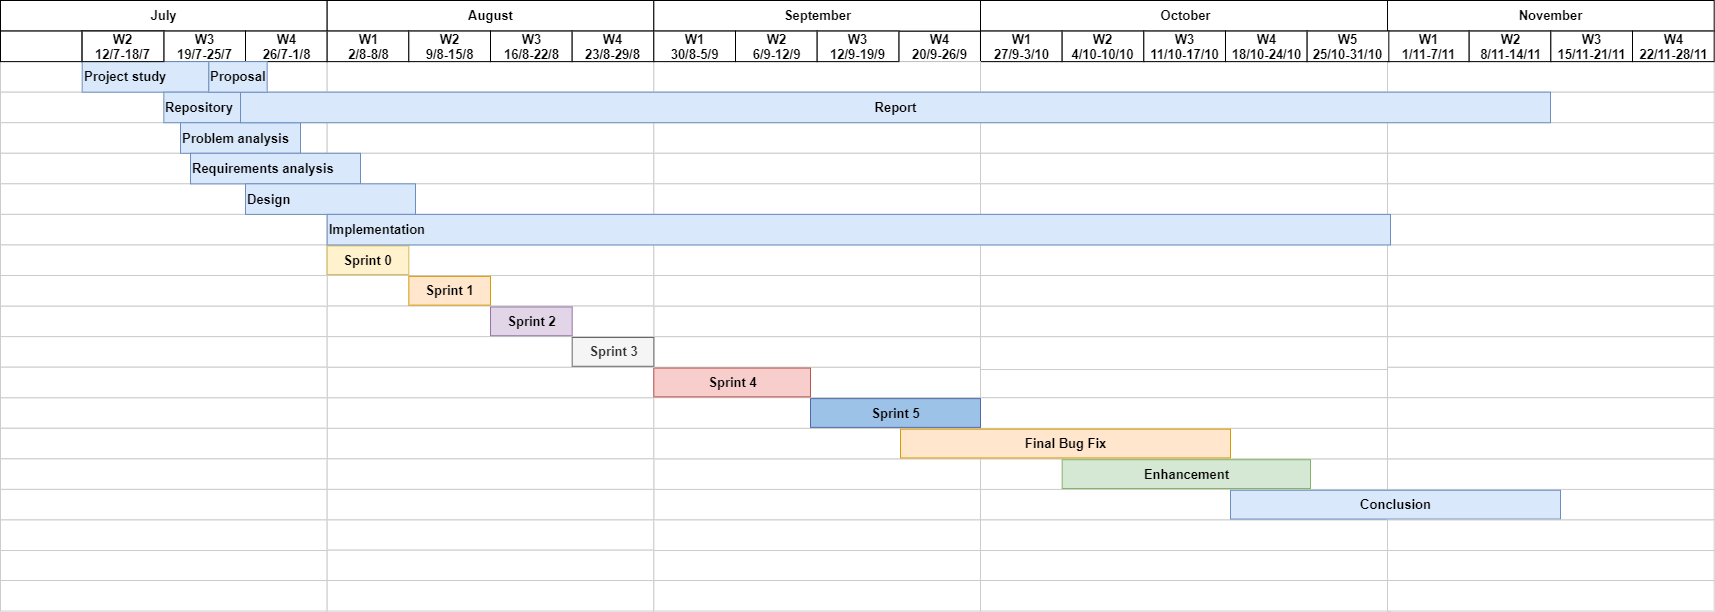 July August September October November
W2 W3 W4 W1 W2 W3 W4 W1 W2 W3 W4 W1 W2 W3 W4 W5 W1 W2 W3 W4
12/7-18/7 19/7-25/7 26/7-1/8 2/8-8/8 9/8-15/8 16/8-22/8 23/8-29/8 30/8-5/9 6/9-12/9 12/9-19/9 20/9-26/9 27/9-3/10 4/10-10/10 11/10-17/10 18/10-24/10 25/10-31/10 1/11-7/11 8/11-14/11 15/11-21/11 22/11-28/11
Project study Proposal
Repository Report
Problem analysis
Requirements analysis
Design
Implementation
Sprint 0
Sprint 1
Sprint 2
Sprint 3
Sprint 4
Sprint 5
Final Bug Fix
Enhancement
Conclusion